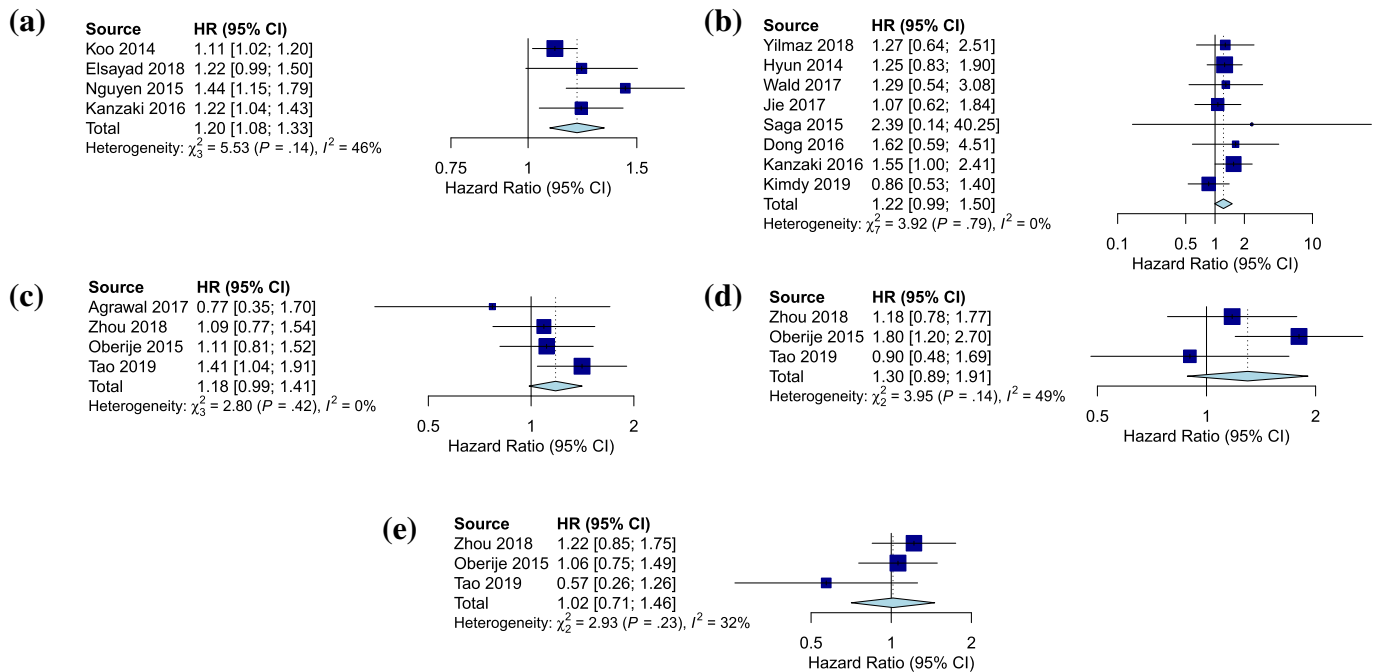 (a)
Source HR (95% CI)
Koo 2014 1.11 [1.02; 1.20]
Elsayad 2018 1.22 [0.99; 1.50]
Nguyen 2015 1.44 [1.15; 1.79]
Kanzaki 2016 1.22 [1.04; 1.43]
Total 1.20 [1.08; 1.33]
Heterogeneity: χ²₃ = 5.53 (P = .14), I² = 46%
0.75 1 1.5
Hazard Ratio (95% CI)
(b)
Source HR (95% CI)
Yilmaz 2018 1.27 [0.64; 2.51]
Hyun 2014 1.25 [0.83; 1.90]
Wald 2017 1.29 [0.54; 3.08]
Jie 2017 1.07 [0.62; 1.84]
Saga 2015 2.39 [0.14; 40.25]
Dong 2016 1.62 [0.59; 4.51]
Kanzaki 2016 1.55 [1.00; 2.41]
Kimdy 2019 0.86 [0.53; 1.40]
Total 1.22 [0.99; 1.50]
Heterogeneity: χ²₇ = 3.92 (P = .79), I² = 0%
0.1 0.5 1 2 10
Hazard Ratio (95% CI)
(c)
Source HR (95% CI)
Agrawal 2017 0.77 [0.35; 1.70]
Zhou 2018 1.09 [0.77; 1.54]
Oberije 2015 1.11 [0.81; 1.52]
Tao 2019 1.41 [1.04; 1.91]
Total 1.18 [0.99; 1.41]
Heterogeneity: χ²₃ = 2.80 (P = .42), I² = 0%
0.5 1 2
Hazard Ratio (95% CI)
(d)
Source HR (95% CI)
Zhou 2018 1.18 [0.78; 1.77]
Oberije 2015 1.80 [1.20; 2.70]
Tao 2019 0.90 [0.48; 1.69]
Total 1.30 [0.89; 1.91]
Heterogeneity: χ²₂ = 3.95 (P = .14), I² = 49%
0.5 1 2
Hazard Ratio (95% CI)
(e)
Source HR (95% CI)
Zhou 2018 1.22 [0.85; 1.75]
Oberije 2015 1.06 [0.75; 1.49]
Tao 2019 0.57 [0.26; 1.26]
Total 1.02 [0.71; 1.46]
Heterogeneity: χ²₂ = 2.93 (P = .23), I² = 32%
0.5 1 2
Hazard Ratio (95% CI)